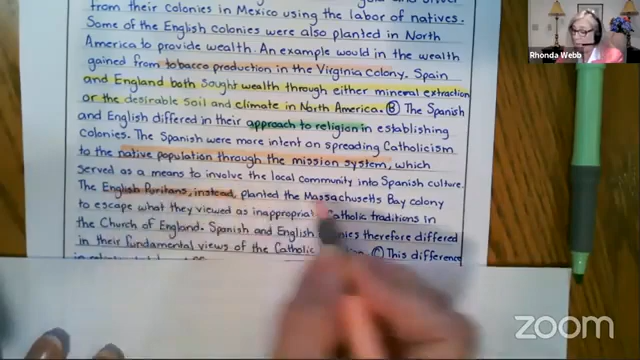 from their colonies in Mexico using the labor of natives.
Some of the English colonies were also planted in North
America to provide wealth. An example would in the wealth
gained from tobacco production in the Virginia colony. Spain
and England both sought wealth through either mineral extraction
or the desirable soil and climate in North America. Ⓑ The Spanish
and English differed in their approach to religion in establishing
colonies. The Spanish were more intent on spreading Catholicism
to the native population through the mission system, which
served as a means to involve the local community into Spanish culture.
The English Puritans, instead, planted the Massachusetts Bay colony
to escape what they viewed as Catholic traditions in
the Church of England. Spanish and English therefore differed
in their fundamental views of the Catholic Ⓒ This difference
Rhonda Webb
zoom